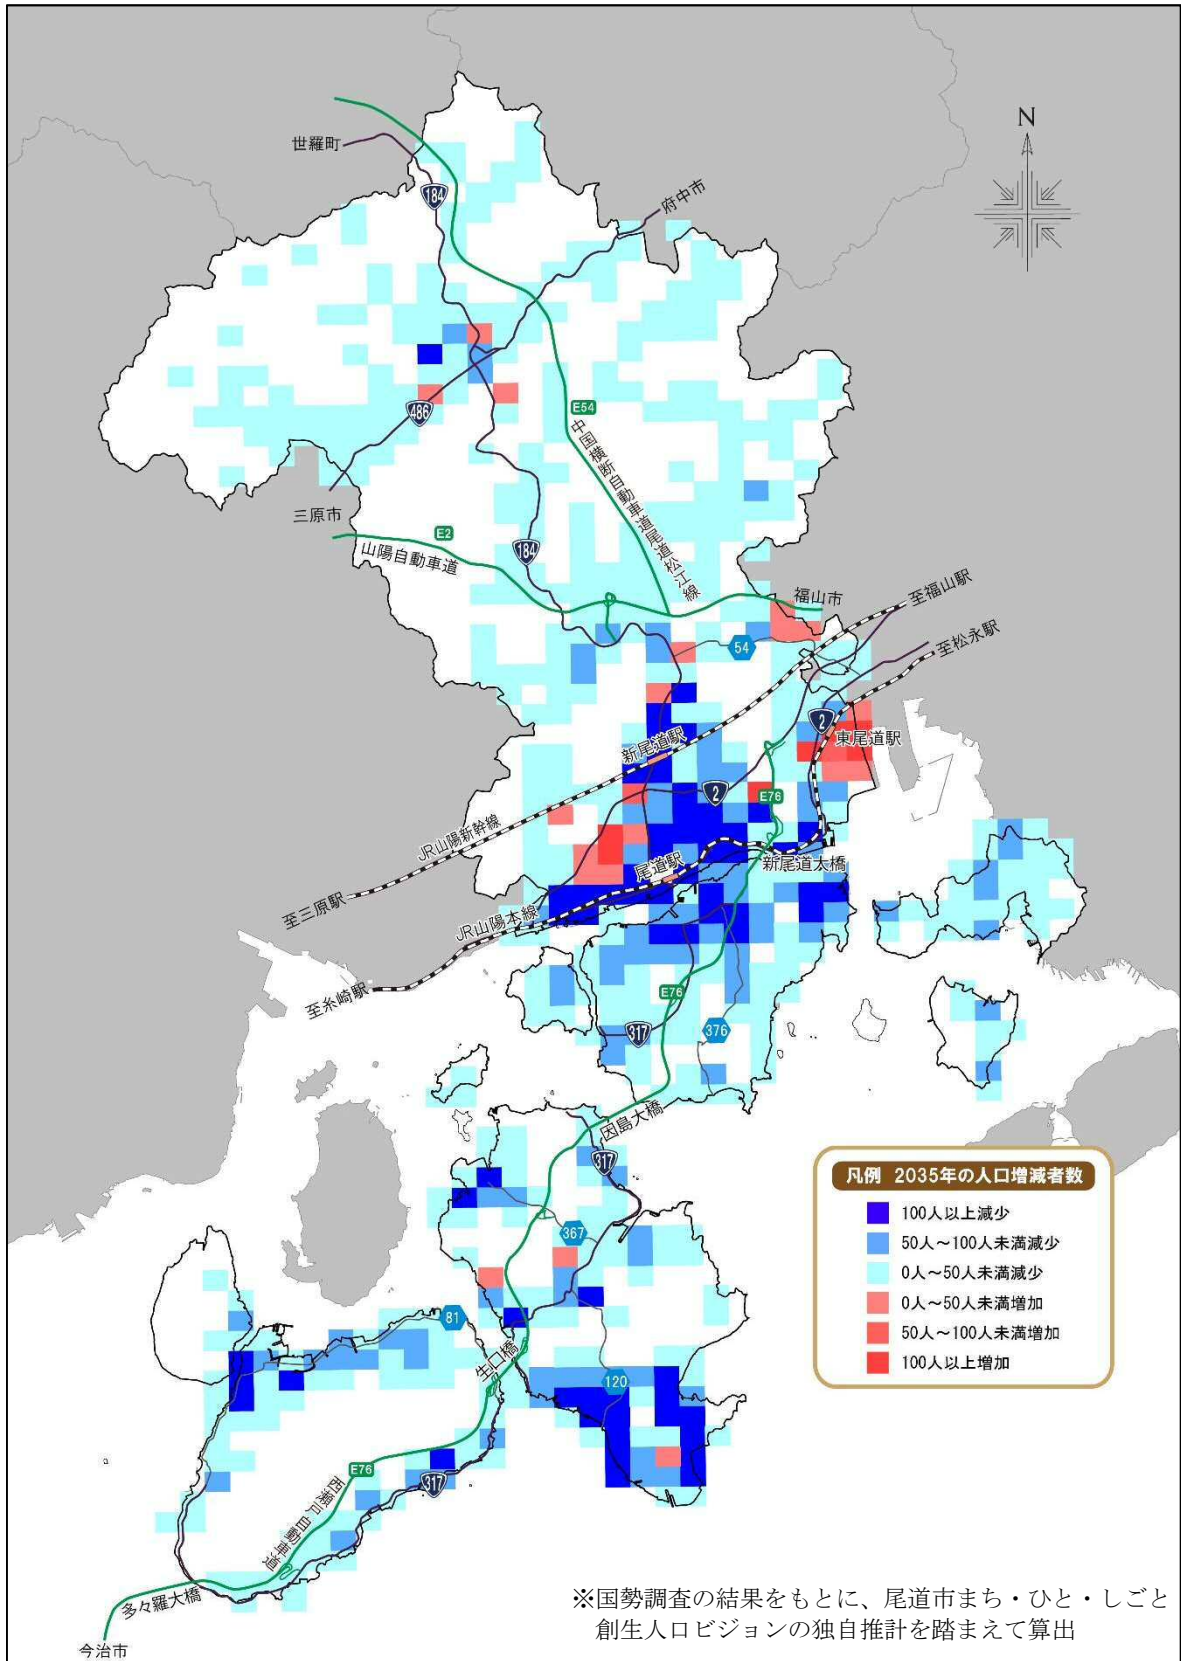 N
世羅町
184
府中市
486
E54
中国横断自動車道尾道松江線
三原市
E2
山陽自動車道
184
福山市
至福山駅
至松永駅
54
2
東尾道駅
新尾道駅
2
E76
JR山陽新幹線
尾道駅
新尾道大橋
至三原駅
JR山陽本線
至糸崎駅
E76
317
376
因島大橋
317
367
81
生口橋
120
E76
317
西瀬戸自動車道
多々羅大橋
今治市
凡例 2035年の人口増減者数
100人以上減少
50人～100人未満減少
0人～50人未満減少
0人～50人未満増加
50人～100人未満増加
100人以上増加
※国勢調査の結果をもとに、尾道市まち・ひと・しごと
創生人口ビジョンの独自推計を踏まえて算出